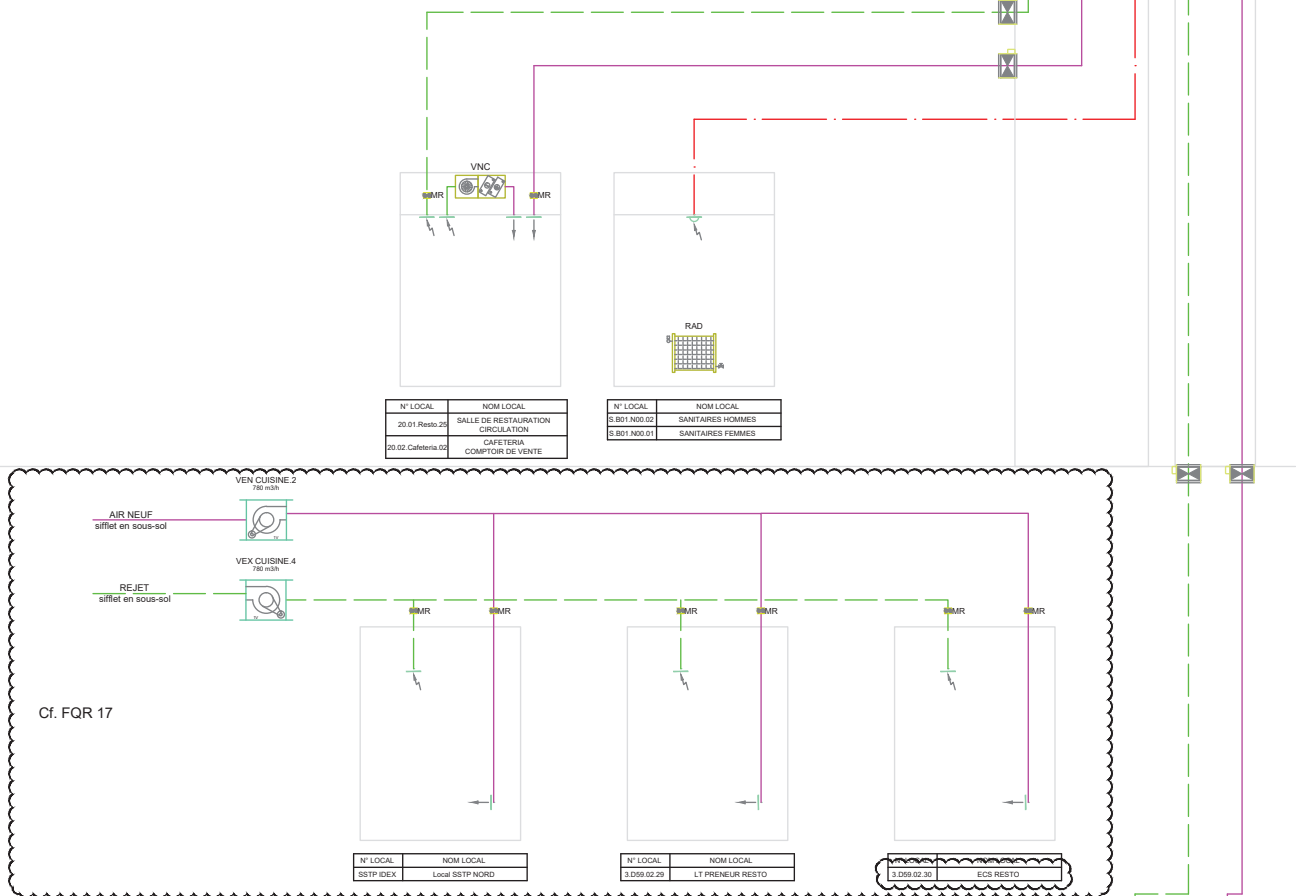 VNC
MR
MR
RAD
N° LOCAL NOM LOCAL
20.01.Resto.25 SALLE DE RESTAURATION
CIRCULATION
20.02.Cafeteria.02 CAFETERIA
COMPTOIR DE VENTE
N° LOCAL NOM LOCAL
S.B01.N00.02 SANITAIRES HOMMES
S.B01.N00.01 SANITAIRES FEMMES
VEN CUISINE.2
780 m3/h
AIR NEUF
sifflet en sous-sol
VEX CUISINE.4
780 m3/h
REJET
sifflet en sous-sol
MR MR MR MR MR MR
Cf. FQR 17
N° LOCAL NOM LOCAL
SSTP IDEX Local SSTP NORD
N° LOCAL NOM LOCAL
3.D59.02.29 LT PRENEUR RESTO
N° LOCAL NOM LOCAL
3.D59.02.30 ECS RESTO